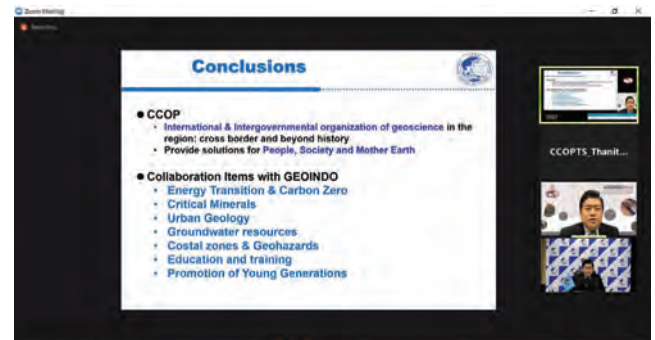 Zoom Meeting
Recording...
Conclusions
● CCOP
• International & Intergovernmental organization of geoscience in the
region: cross border and beyond history
• Provide solutions for People, Society and Mother Earth
● Collaboration Items with GEOINDO
• Energy Transition & Carbon Zero
• Critical Minerals
• Urban Geology
• Groundwater resources
• Costal zones & Geohazards
• Education and training
• Promotion of Young Generations
CCOPTS_Thanit...